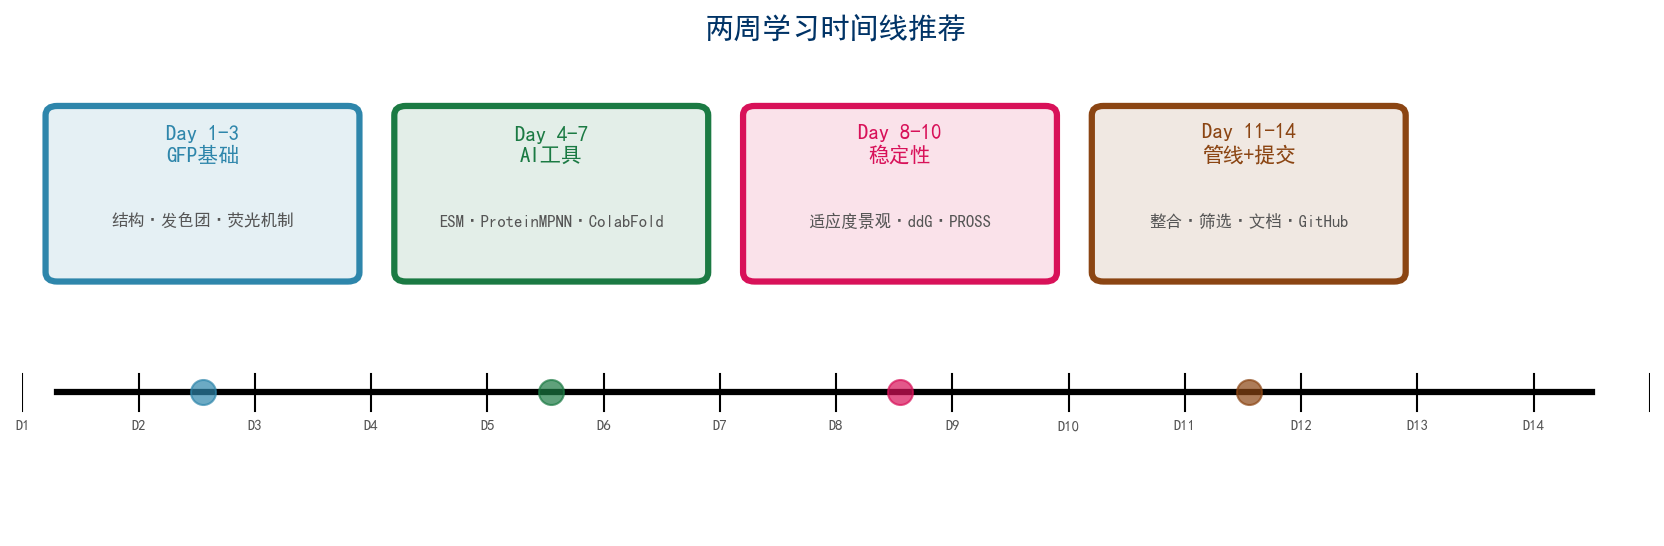 两周学习时间线推荐
Day 1-3
GFP基础
结构·发色团·荧光机制
Day 4-7
AI工具
ESM·ProteinMPNN·ColabFold
Day 8-10
稳定性
适应度景观·ddG·PROSS
Day 11-14
管线+提交
整合·筛选·文档·GitHub
D1
D2
D3
D4
D5
D6
D7
D8
D9
D10
D11
D12
D13
D14